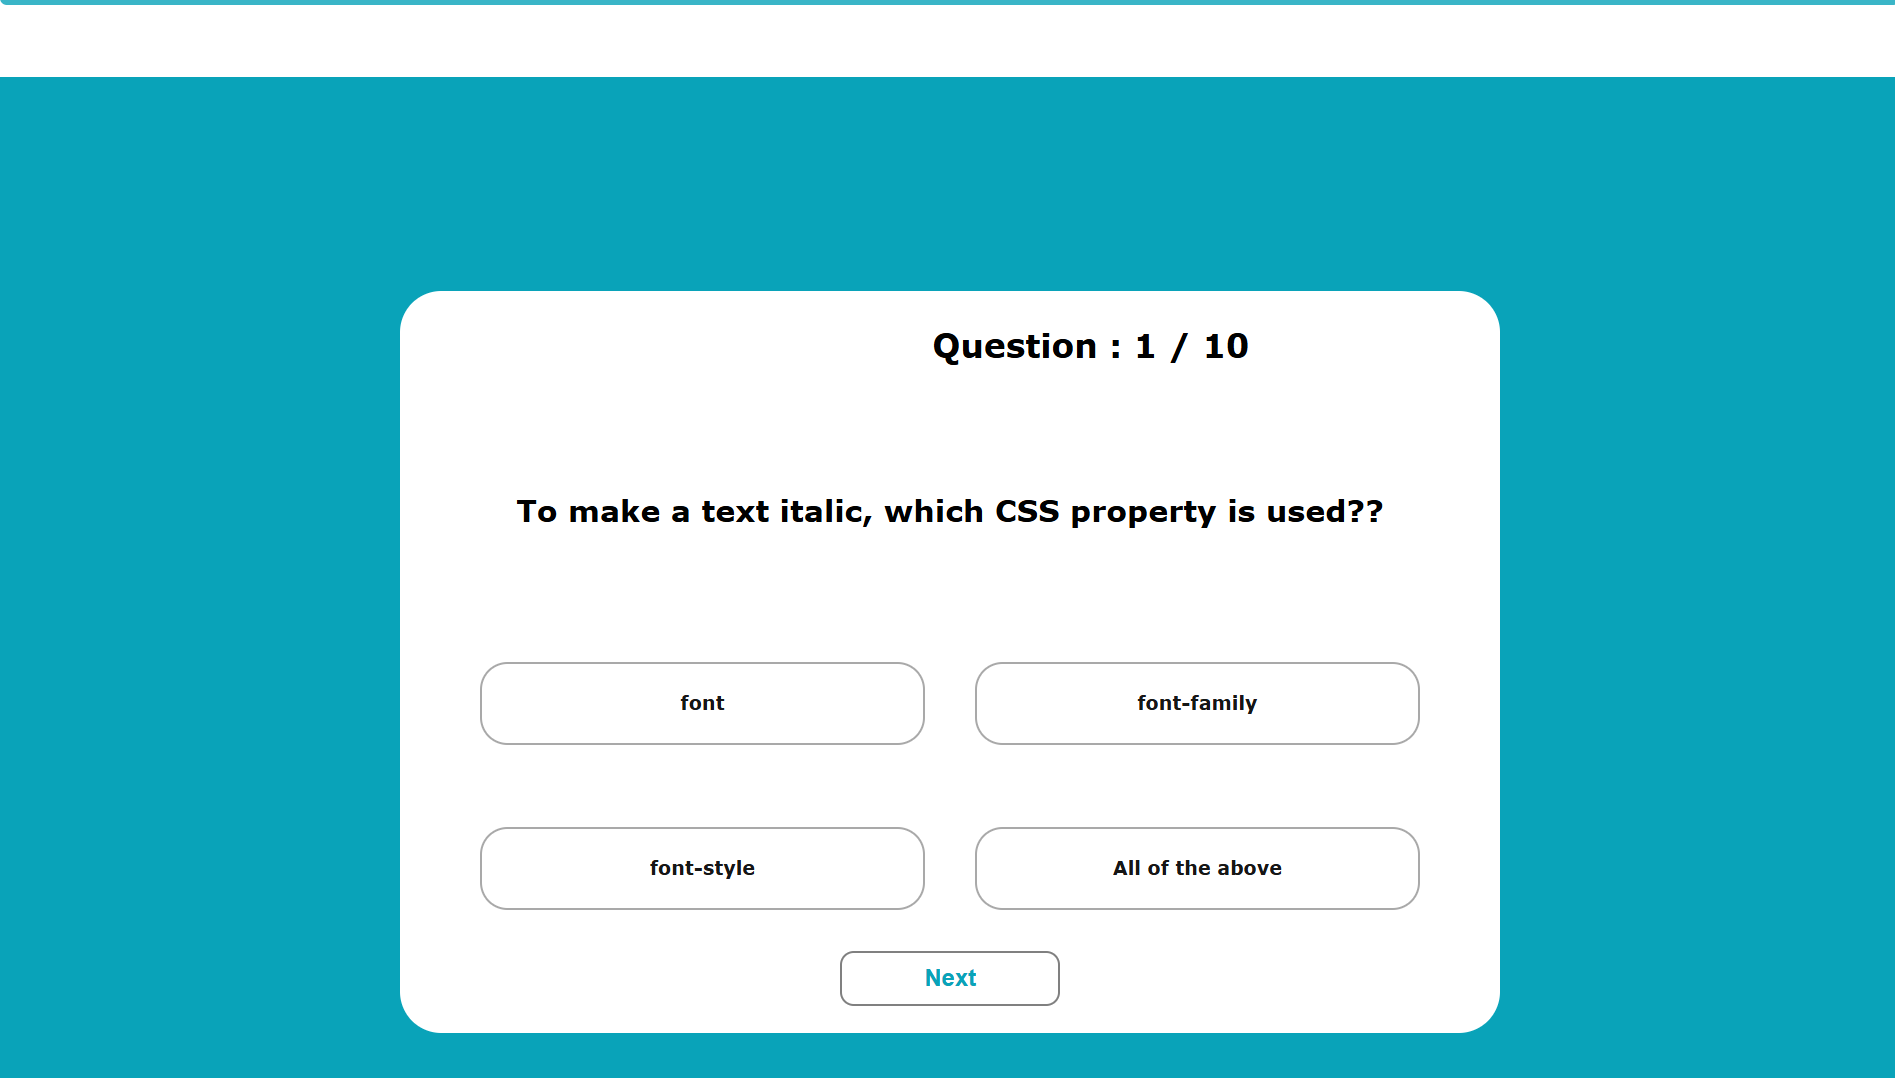 Question : 1 / 10
To make a text italic, which CSS property is used??
font
font-family
font-style
All of the above
Next